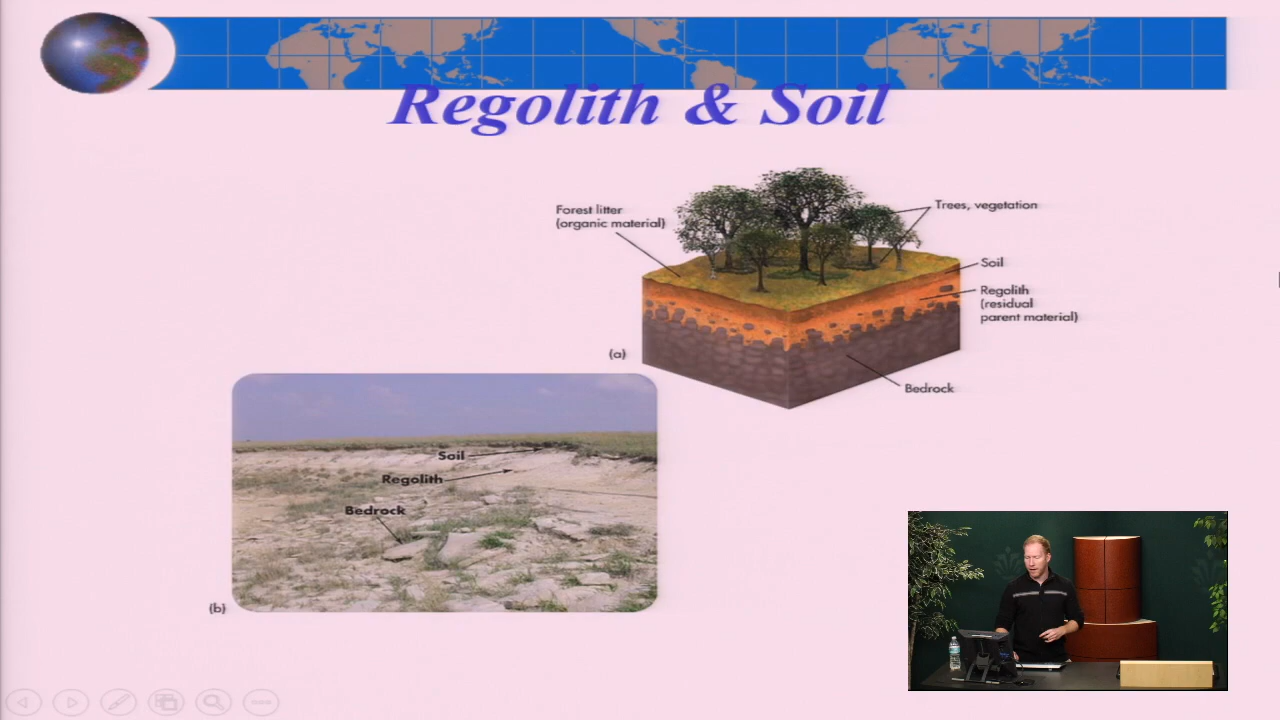 Regolith & Soil
Forest litter
(organic material)
Trees, vegetation
Soil
Regolith
(residual
parent material)
(a)
Bedrock
Soil
Regolith
Bedrock
(b)